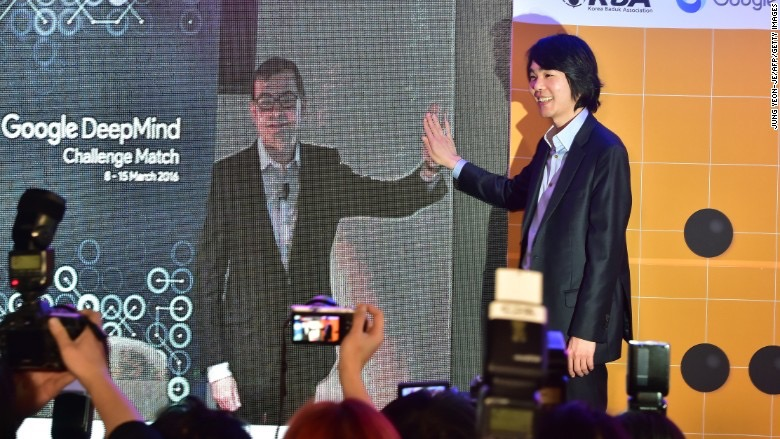 Google DeepMind
Challenge Match
8 - 15 March 2016
KBA
Korea Baduk Association
Google
JUNG YEON-JE/AFP/GETTY IMAGES